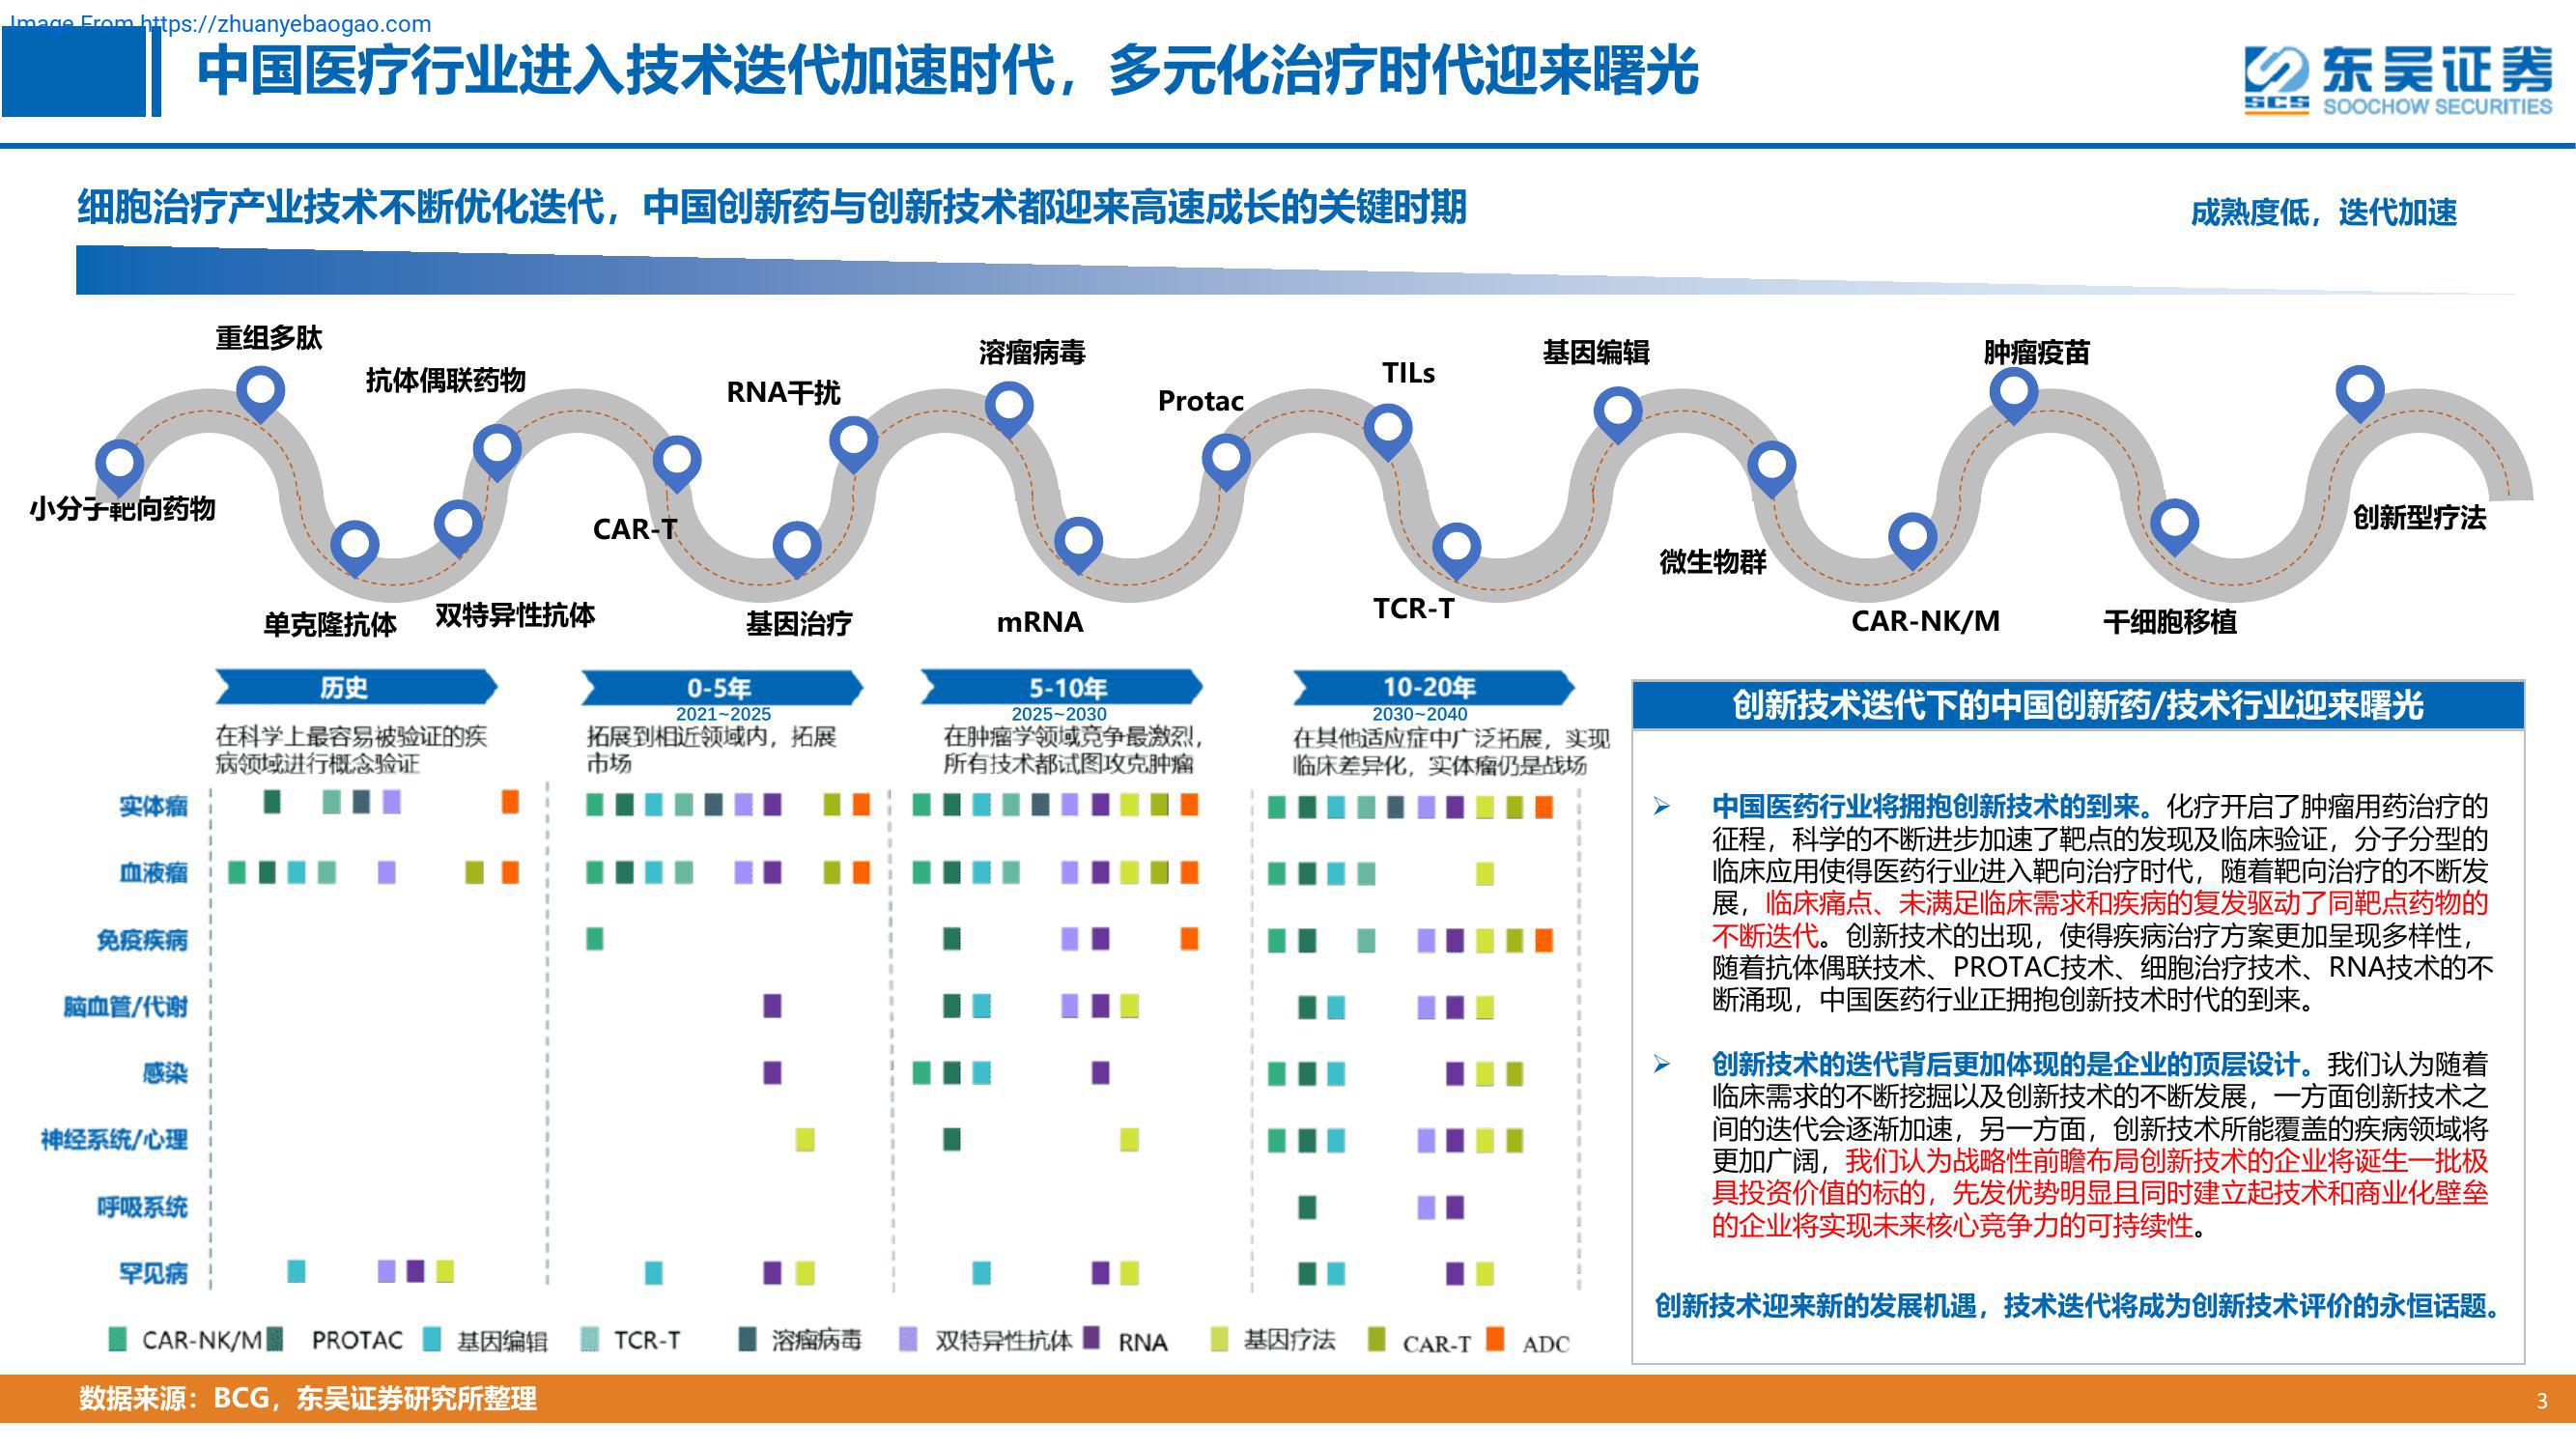 Image From https://zhuanyebaogao.com
中国医疗行业进入技术迭代加速时代，多元化治疗时代迎来曙光
SCS
东吴证券
SOOCHOW SECURITIES
细胞治疗产业技术不断优化迭代，中国创新药与创新技术都迎来高速成长的关键时期
成熟度低，迭代加速
重组多肽
抗体偶联药物
RNA干扰
溶瘤病毒
Protac
TILs
基因编辑
肿瘤疫苗
小分子靶向药物
CAR-T
微生物群
创新型疗法
单克隆抗体
双特异性抗体
基因治疗
mRNA
TCR-T
CAR-NK/M
干细胞移植
历史
在科学上最容易被验证的疾
病领域进行概念验证
0-5年
2021~2025
拓展到相近领域内，拓展
市场
5-10年
2025~2030
在肿瘤学领域竞争最激烈，
所有技术都试图攻克肿瘤
10-20年
2030~2040
在其他适应症中广泛拓展，实现
临床差异化，实体瘤仍是战场
实体瘤
血液瘤
免疫疾病
脑血管/代谢
感染
神经系统/心理
呼吸系统
罕见病
CAR-NK/M
PROTAC
基因编辑
TCR-T
溶瘤病毒
双特异性抗体
RNA
基因疗法
CAR-T
ADC
创新技术迭代下的中国创新药/技术行业迎来曙光
➢ 中国医药行业将拥抱创新技术的到来。化疗开启了肿瘤用药治疗的
征程，科学的不断进步加速了靶点的发现及临床验证，分子分型的
临床应用使得医药行业进入靶向治疗时代，随着靶向治疗的不断发
展，临床痛点、未满足临床需求和疾病的复发驱动了同靶点药物的
不断迭代。创新技术的出现，使得疾病治疗方案更加呈现多样性，
随着抗体偶联技术、PROTAC技术、细胞治疗技术、RNA技术的不
断涌现，中国医药行业正拥抱创新技术时代的到来。
➢ 创新技术的迭代背后更加体现的是企业的顶层设计。我们认为随着
临床需求的不断挖掘以及创新技术的不断发展，一方面创新技术之
间的迭代会逐渐加速，另一方面，创新技术所能覆盖的疾病领域将
更加广阔，我们认为战略性前瞻布局创新技术的企业将诞生一批极
具投资价值的标的，先发优势明显且同时建立起技术和商业化壁垒
的企业将实现未来核心竞争力的可持续性。
创新技术迎来新的发展机遇，技术迭代将成为创新技术评价的永恒话题。
数据来源：BCG，东吴证券研究所整理
3